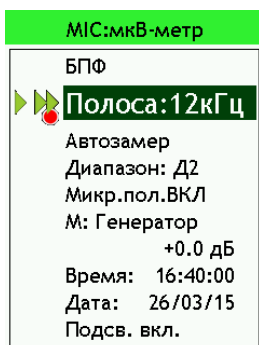 MIC:мкВ-метр
БПФ
Полоса:12кГц
Автозамер
Диапазон: Д2
Микр.пол.ВКЛ
М: Генератор
+0.0 дБ
Время: 16:40:00
Дата: 26/03/15
Подсв. вкл.